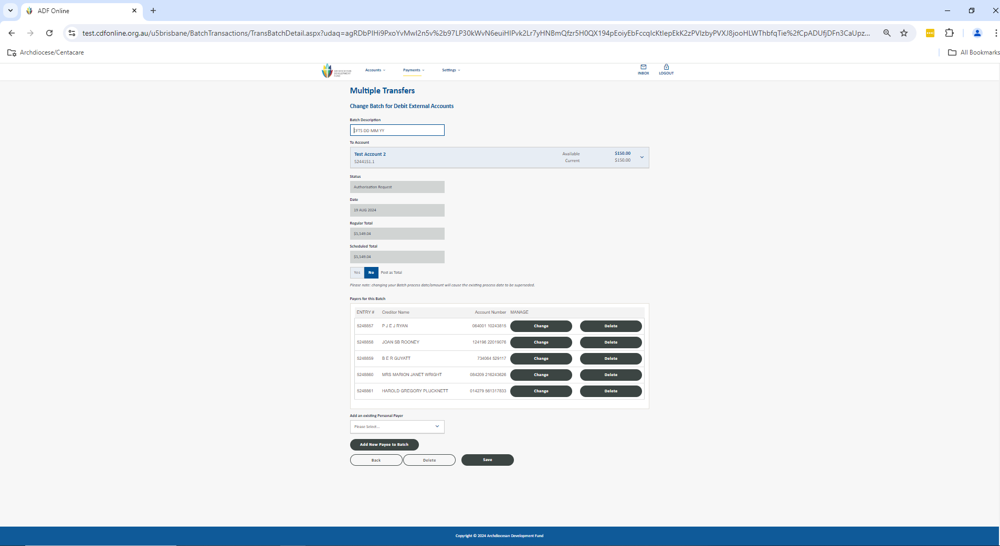 ADF Online
test.cdfonline.org.au/u5brisbane/BatchTransactions/TransBatchDetail.aspx?udaq=
Archdiocese/Centacare
All Bookmarks
ARCHDIOCESAN
DEVELOPMENT
FUND
Accounts
Payments
Settings
INBOX
LOGOUT
Multiple Transfers
Change Batch for Debit External Accounts
Batch Description
EFTS DD MM YY
To Account
Test Account 2 Available $150.00
52441S1.1 Current $150.00
Status
Authorisation Request
Date
19 AUG 2024
Regular Total
$5,549.04
Scheduled Total
$5,549.04
Yes No Post as Total
Please note: changing your Batch process date/amount will cause the existing process date to be superseded.
Payers for this Batch
ENTRY # Creditor Name Account Number MANAGE
5248857 P J E J RYAN 064001 10243815 Change Delete
5248858 JOAN SB ROONEY 124196 22019076 Change Delete
5248859 B E R GUYATT 734064 529117 Change Delete
5248860 MRS MARION JANET WRIGHT 084209 216243626 Change Delete
5248861 HAROLD GREGORY PLUCKNETT 014279 561317833 Change Delete
Add an existing Personal Payer
Please Select...
Add New Payee to Batch
Back Delete Save
Copyright © 2024 Archdiocesan Development Fund